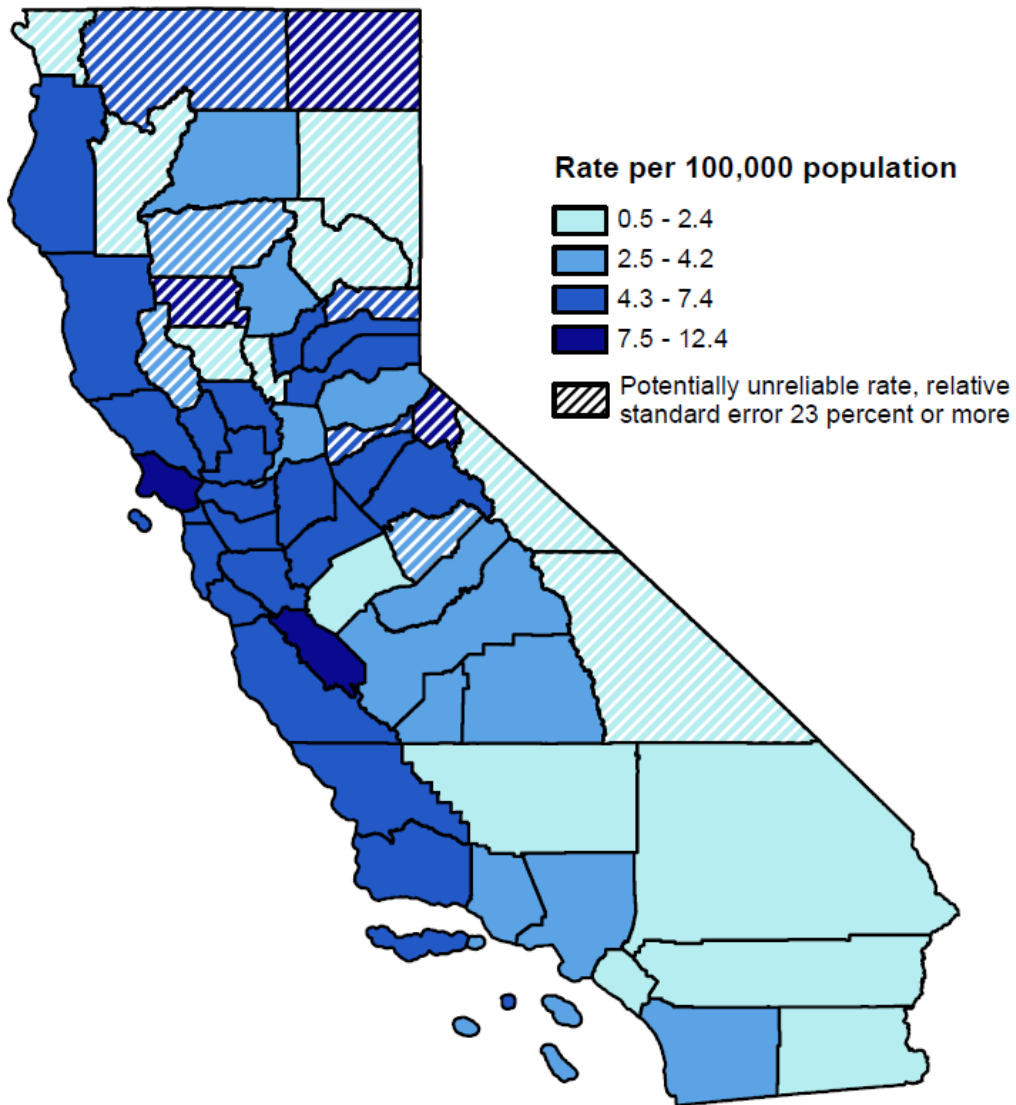 Rate per 100,000 population
0.5 - 2.4
2.5 - 4.2
4.3 - 7.4
7.5 - 12.4
Potentially unreliable rate, relative
standard error 23 percent or more